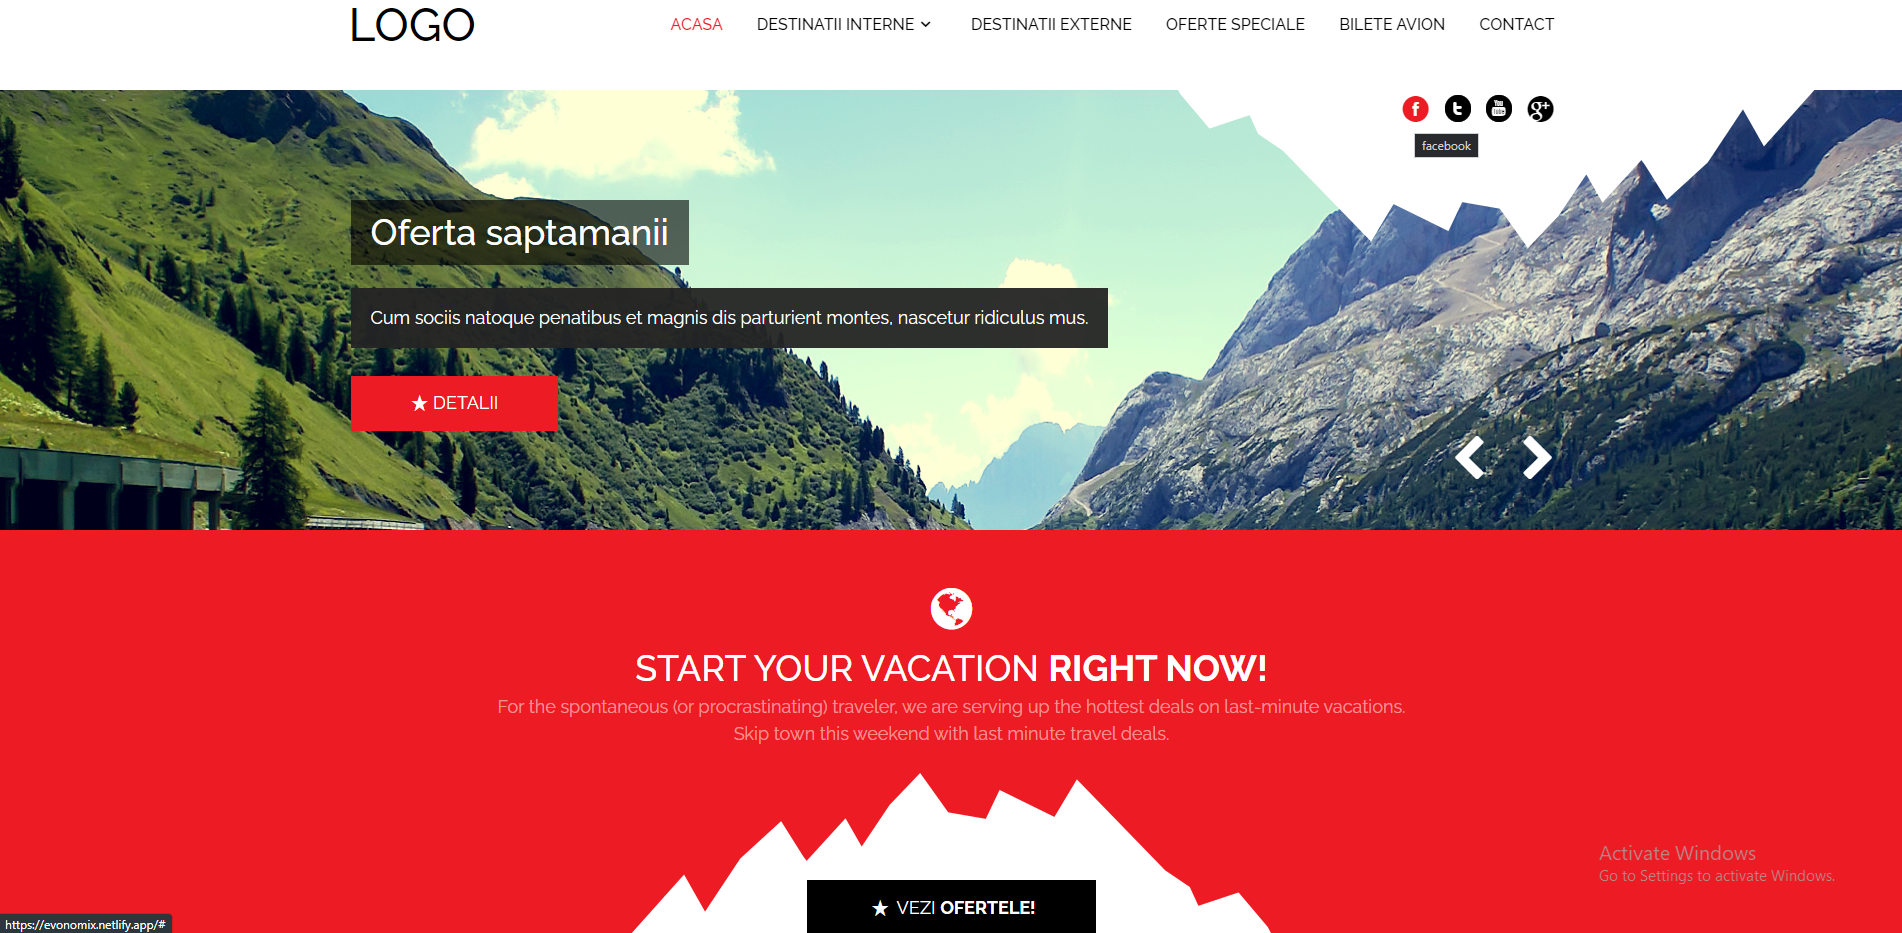 LOGO
ACASA
DESTINATII INTERNE
DESTINATII EXTERNE
OFERTE SPECIALE
BILETE AVION
CONTACT
f t You Tube g+
facebook
Oferta saptamanii
Cum sociis natoque penatibus et magnis dis parturient montes, nascetur ridiculus mus.
★ DETALII
START YOUR VACATION RIGHT NOW!
For the spontaneous (or procrastinating) traveler, we are serving up the hottest deals on last-minute vacations.
Skip town this weekend with last minute travel deals.
★ VEZI OFERTELE!
Activate Windows
Go to Settings to activate Windows.
https://evonomix.netlify.app/#